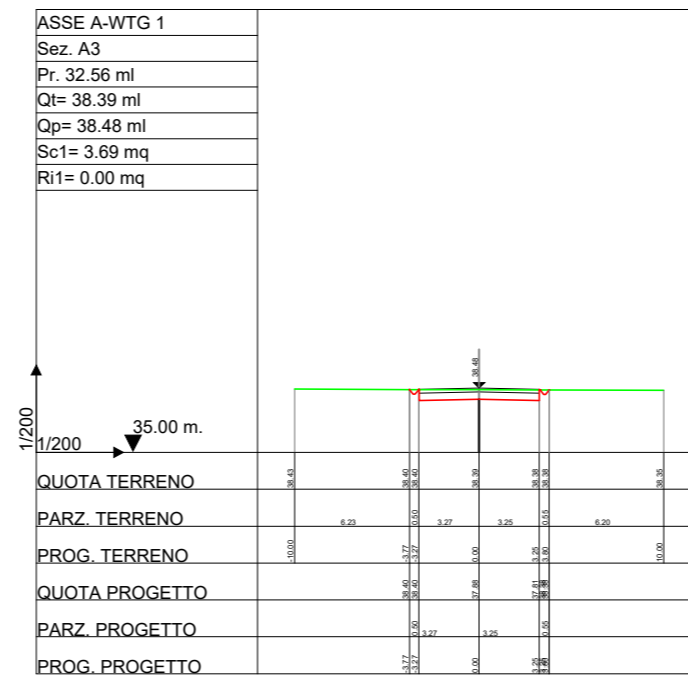 ASSE A-WTG 1
Sez. A3
Pr. 32.56 ml
Qt= 38.39 ml
Qp= 38.48 ml
Sc1= 3.69 mq
Ri1= 0.00 mq
38.48
1/200
1/200
35.00 m.
QUOTA TERRENO 38.43 38.40 38.40 38.39 38.38 38.38 38.35
PARZ. TERRENO 6.23 0.50 3.27 3.25 0.55 6.20
PROG. TERRENO -10.00 -3.77 -3.27 0.00 3.25 3.80 10.00
QUOTA PROGETTO 38.40 38.40 37.88 37.81
PARZ. PROGETTO 0.50 3.27 3.25 0.55
PROG. PROGETTO -3.77 -3.27 0.00 3.25